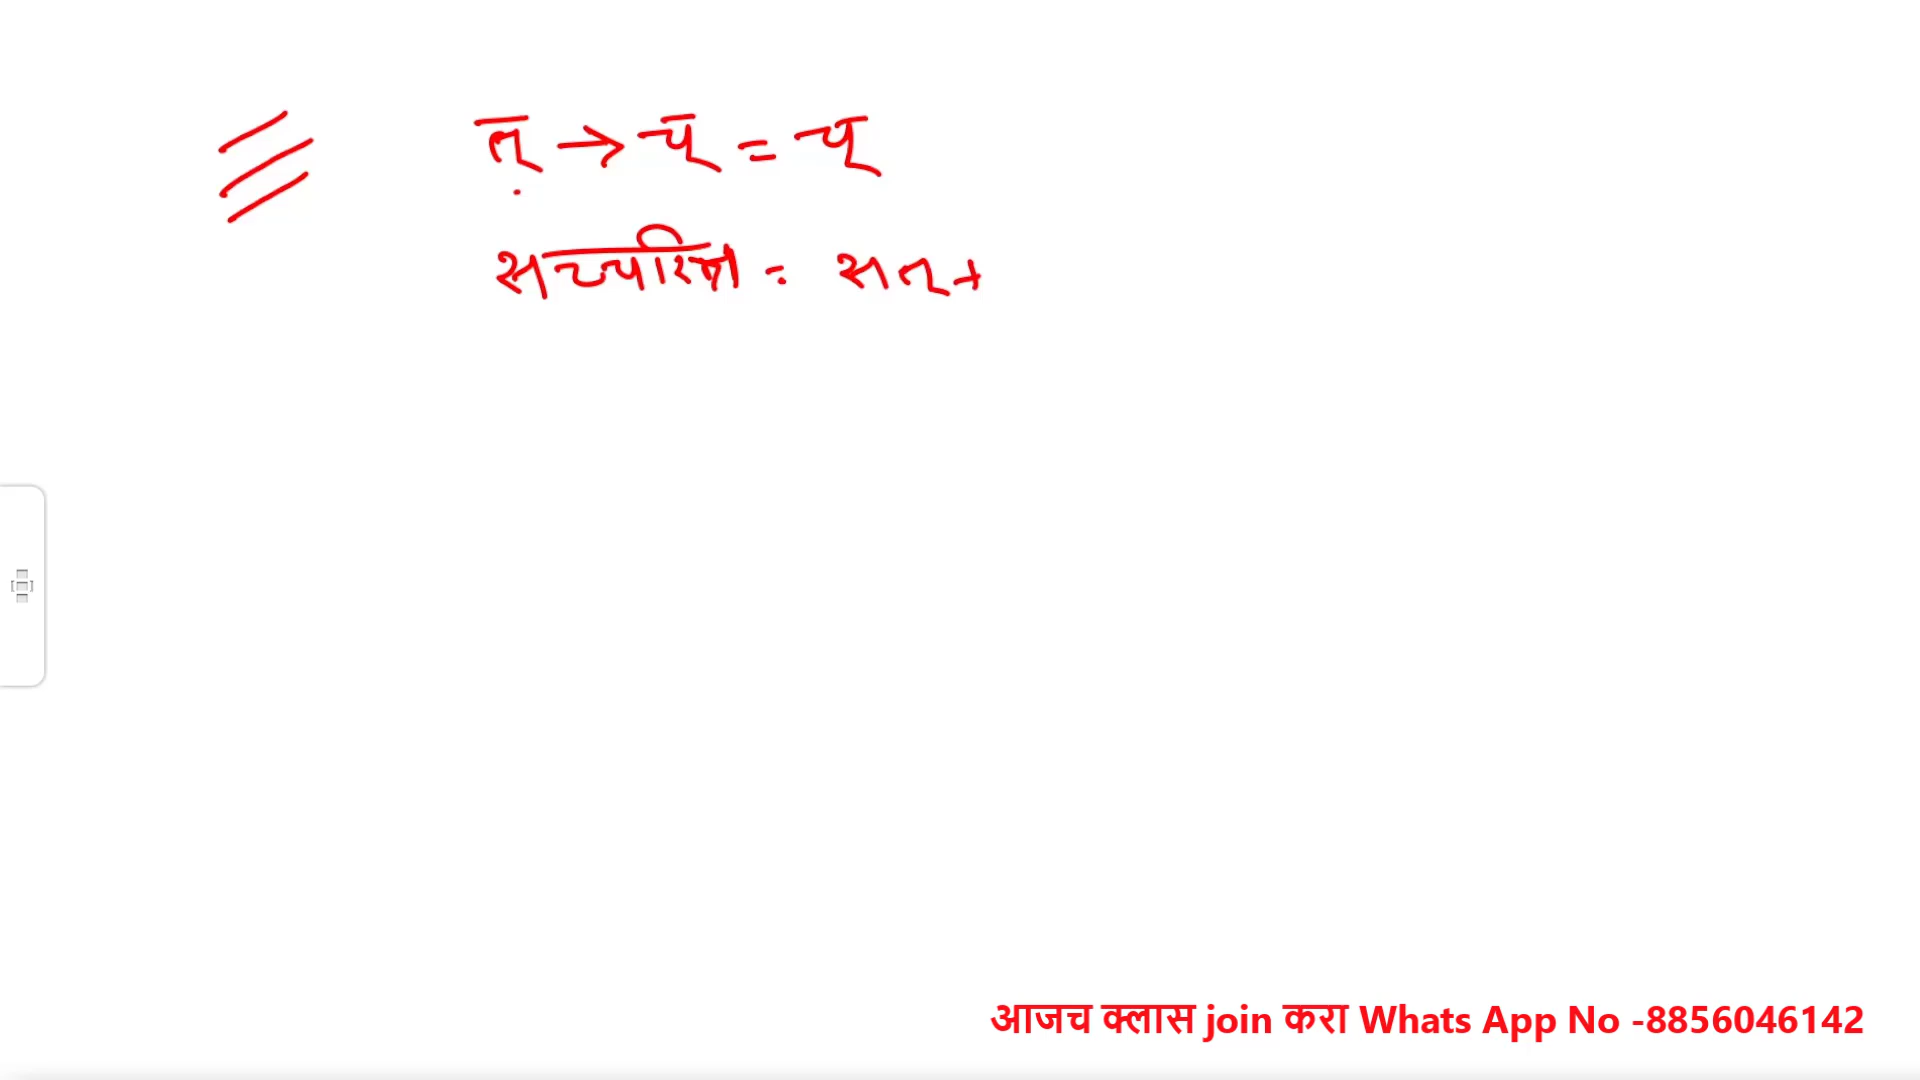 त् → च् = च्
सच्चरित्र = सत् +
आजच क्लास join करा Whats App No -8856046142